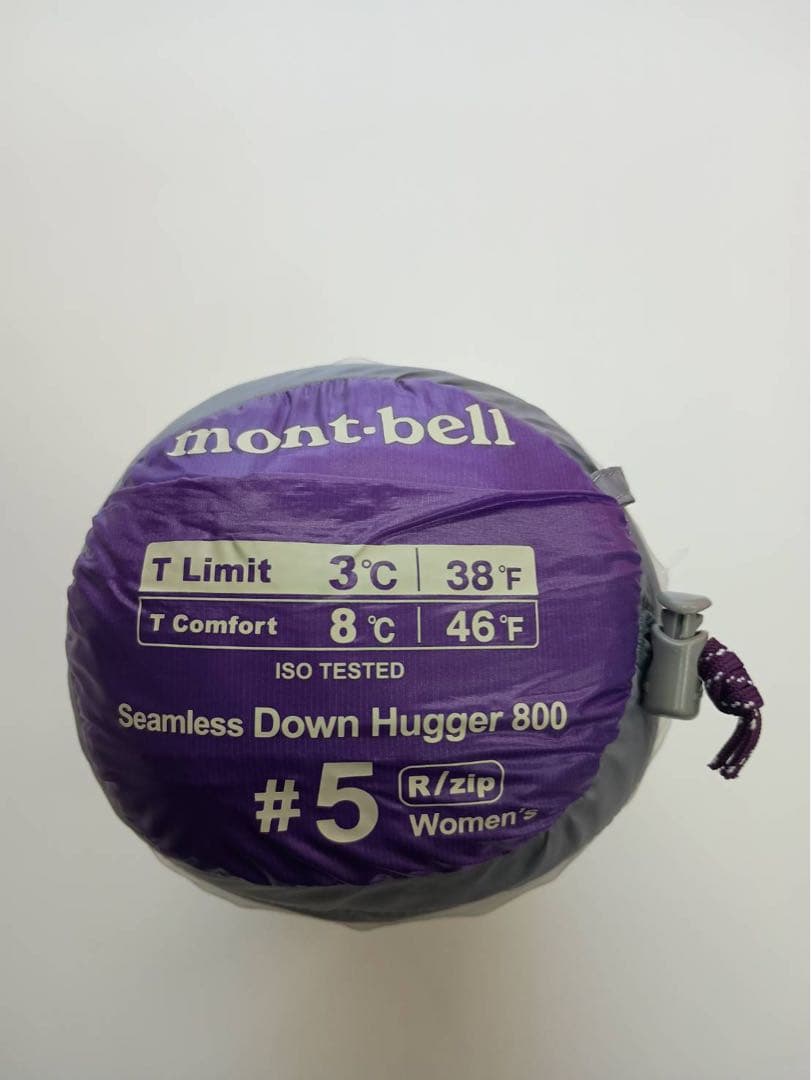 mont-bell
T Limit 3℃ | 38°F
T Comfort 8℃ | 46°F
ISO TESTED
Seamless Down Hugger 800
#5 R/zip
Women's